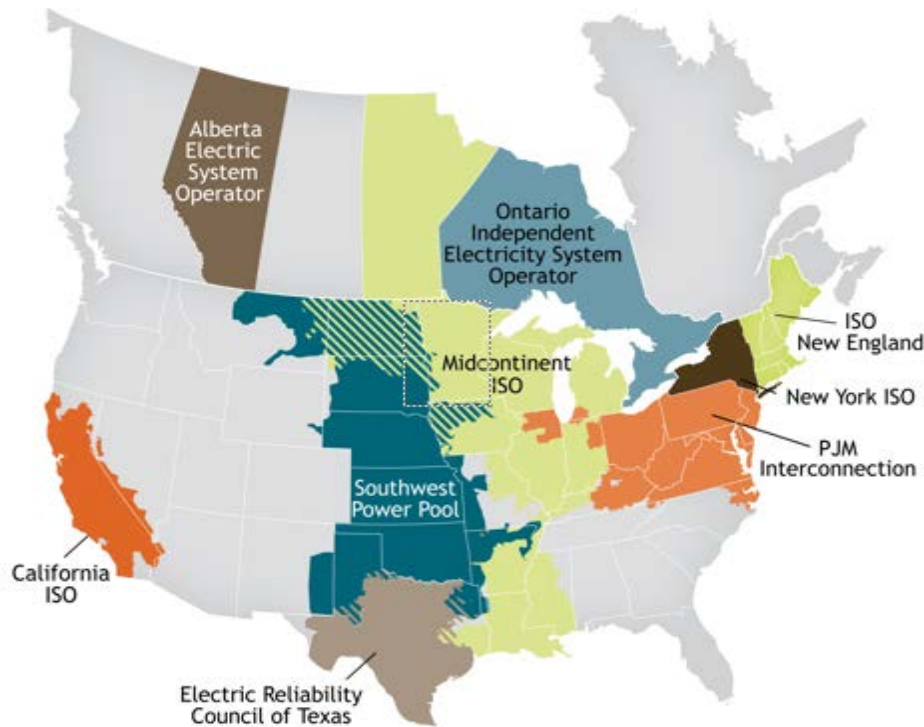 Alberta
Electric
System
Operator
Ontario
Independent
Electricity System
Operator
ISO
New England
Midcontinent
ISO
New York ISO
PJM
Interconnection
Southwest
Power Pool
California
ISO
Electric Reliability
Council of Texas